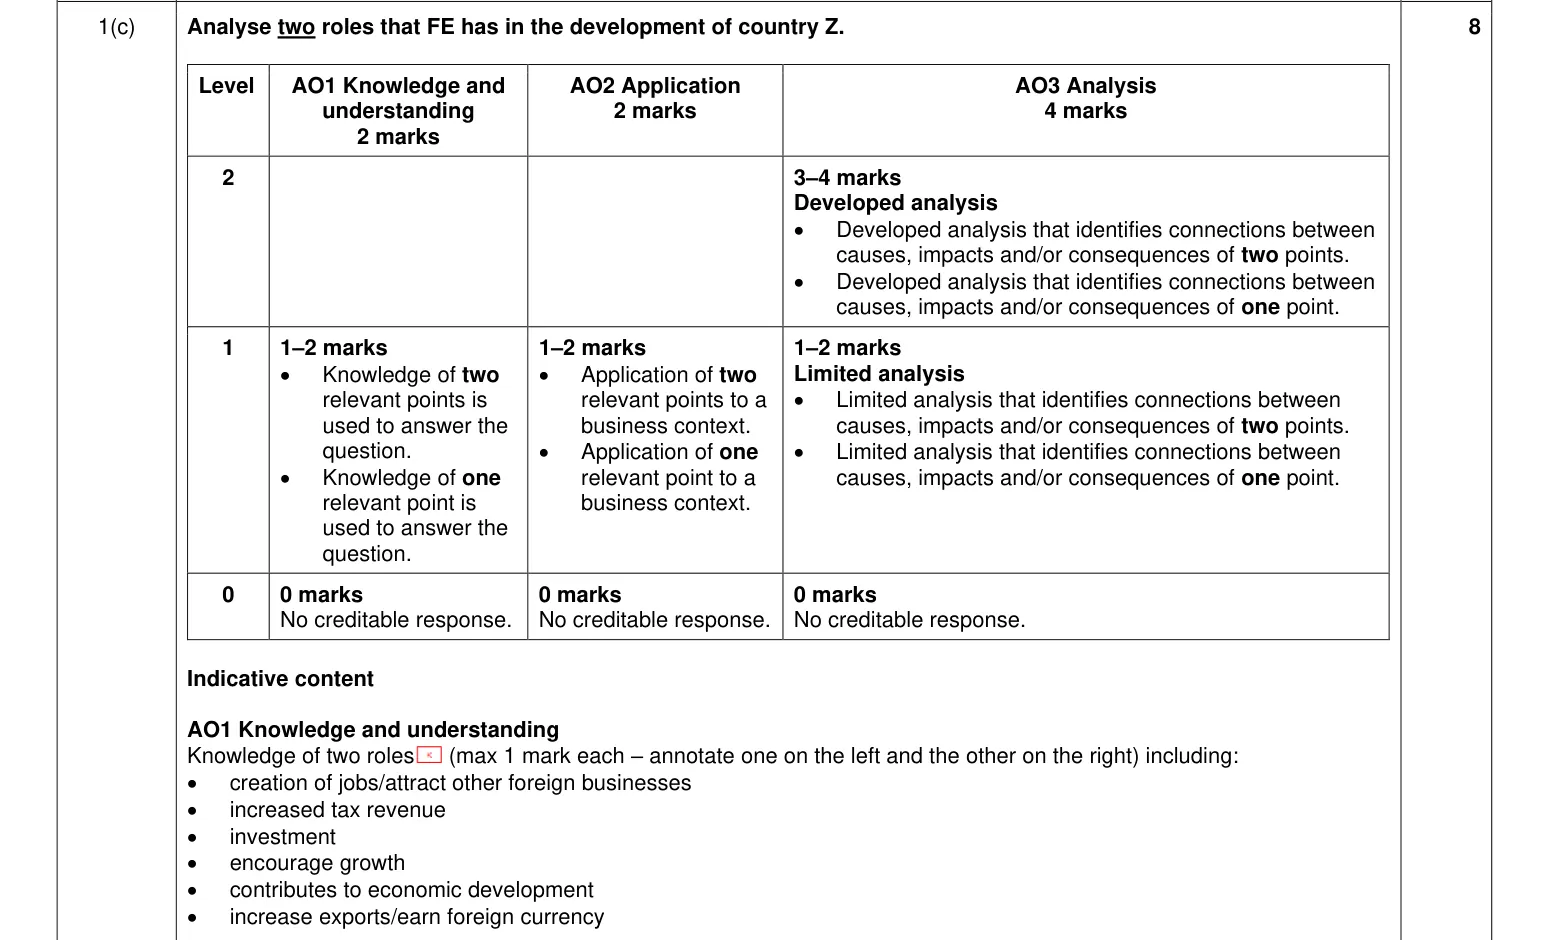 1(c)
Analyse two roles that FE has in the development of country Z.
8
Level
AO1 Knowledge and
understanding
2 marks
AO2 Application
2 marks
AO3 Analysis
4 marks
2
3–4 marks
Developed analysis
• Developed analysis that identifies connections between
causes, impacts and/or consequences of two points.
• Developed analysis that identifies connections between
causes, impacts and/or consequences of one point.
1
1–2 marks
• Knowledge of two
relevant points is
used to answer the
question.
• Knowledge of one
relevant point is
used to answer the
question.
1–2 marks
• Application of two
relevant points to a
business context.
• Application of one
relevant point to a
business context.
1–2 marks
Limited analysis
• Limited analysis that identifies connections between
causes, impacts and/or consequences of two points.
• Limited analysis that identifies connections between
causes, impacts and/or consequences of one point.
0
0 marks
No creditable response.
0 marks
No creditable response.
0 marks
No creditable response.
Indicative content
AO1 Knowledge and understanding
Knowledge of two roles (max 1 mark each – annotate one on the left and the other on the right) including:
• creation of jobs/attract other foreign businesses
• increased tax revenue
• investment
• encourage growth
• contributes to economic development
• increase exports/earn foreign currency